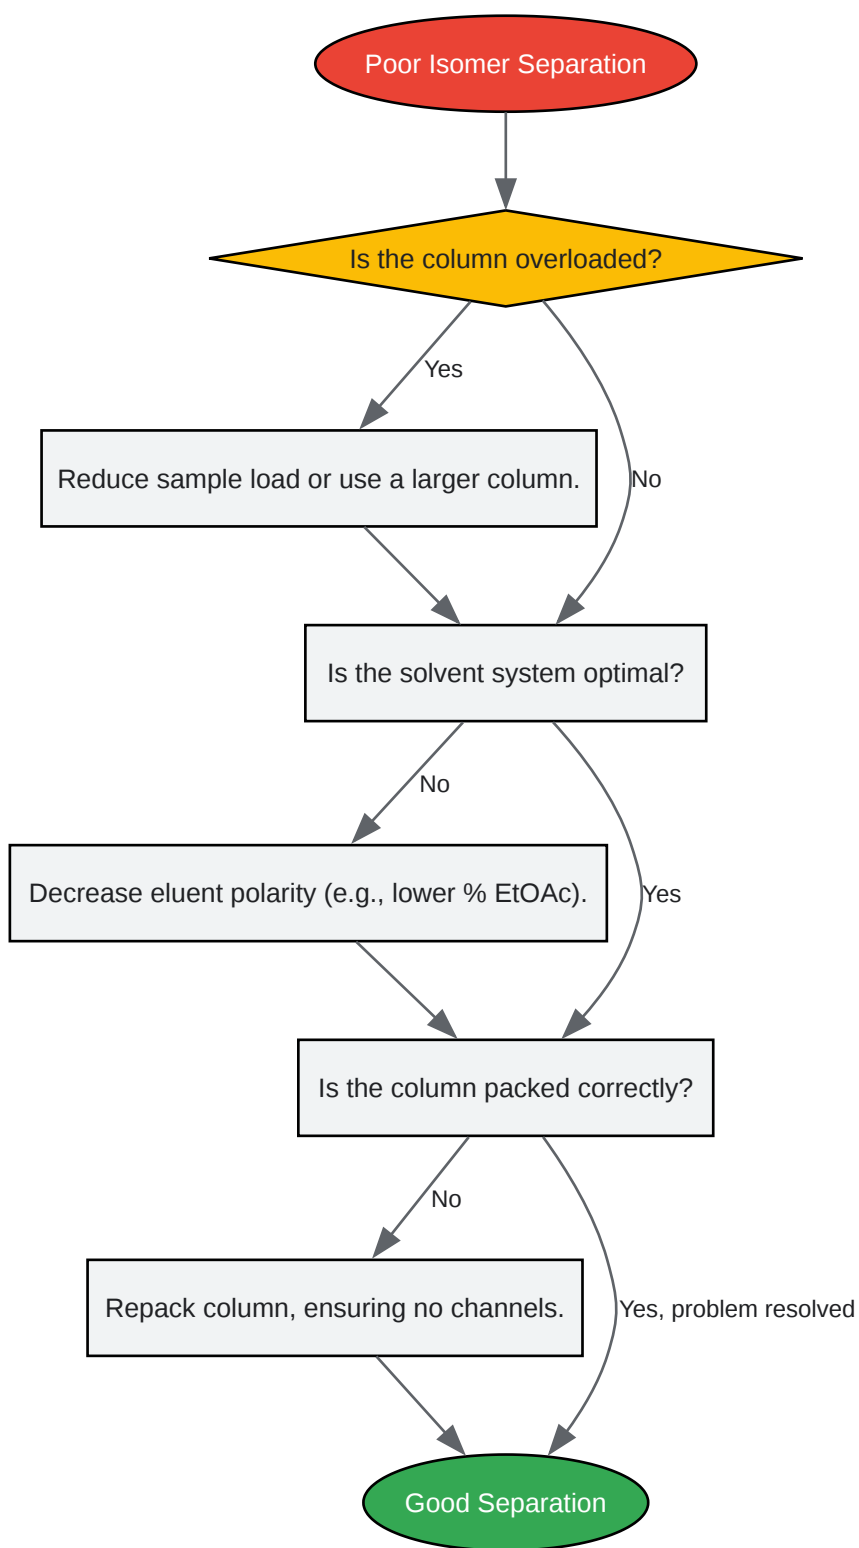 Poor Isomer Separation
Is the column overloaded?
Yes
Reduce sample load or use a larger column.
No
Is the solvent system optimal?
No
Decrease eluent polarity (e.g., lower % EtOAc).
Yes
Is the column packed correctly?
No
Repack column, ensuring no channels.
Yes, problem resolved
Good Separation